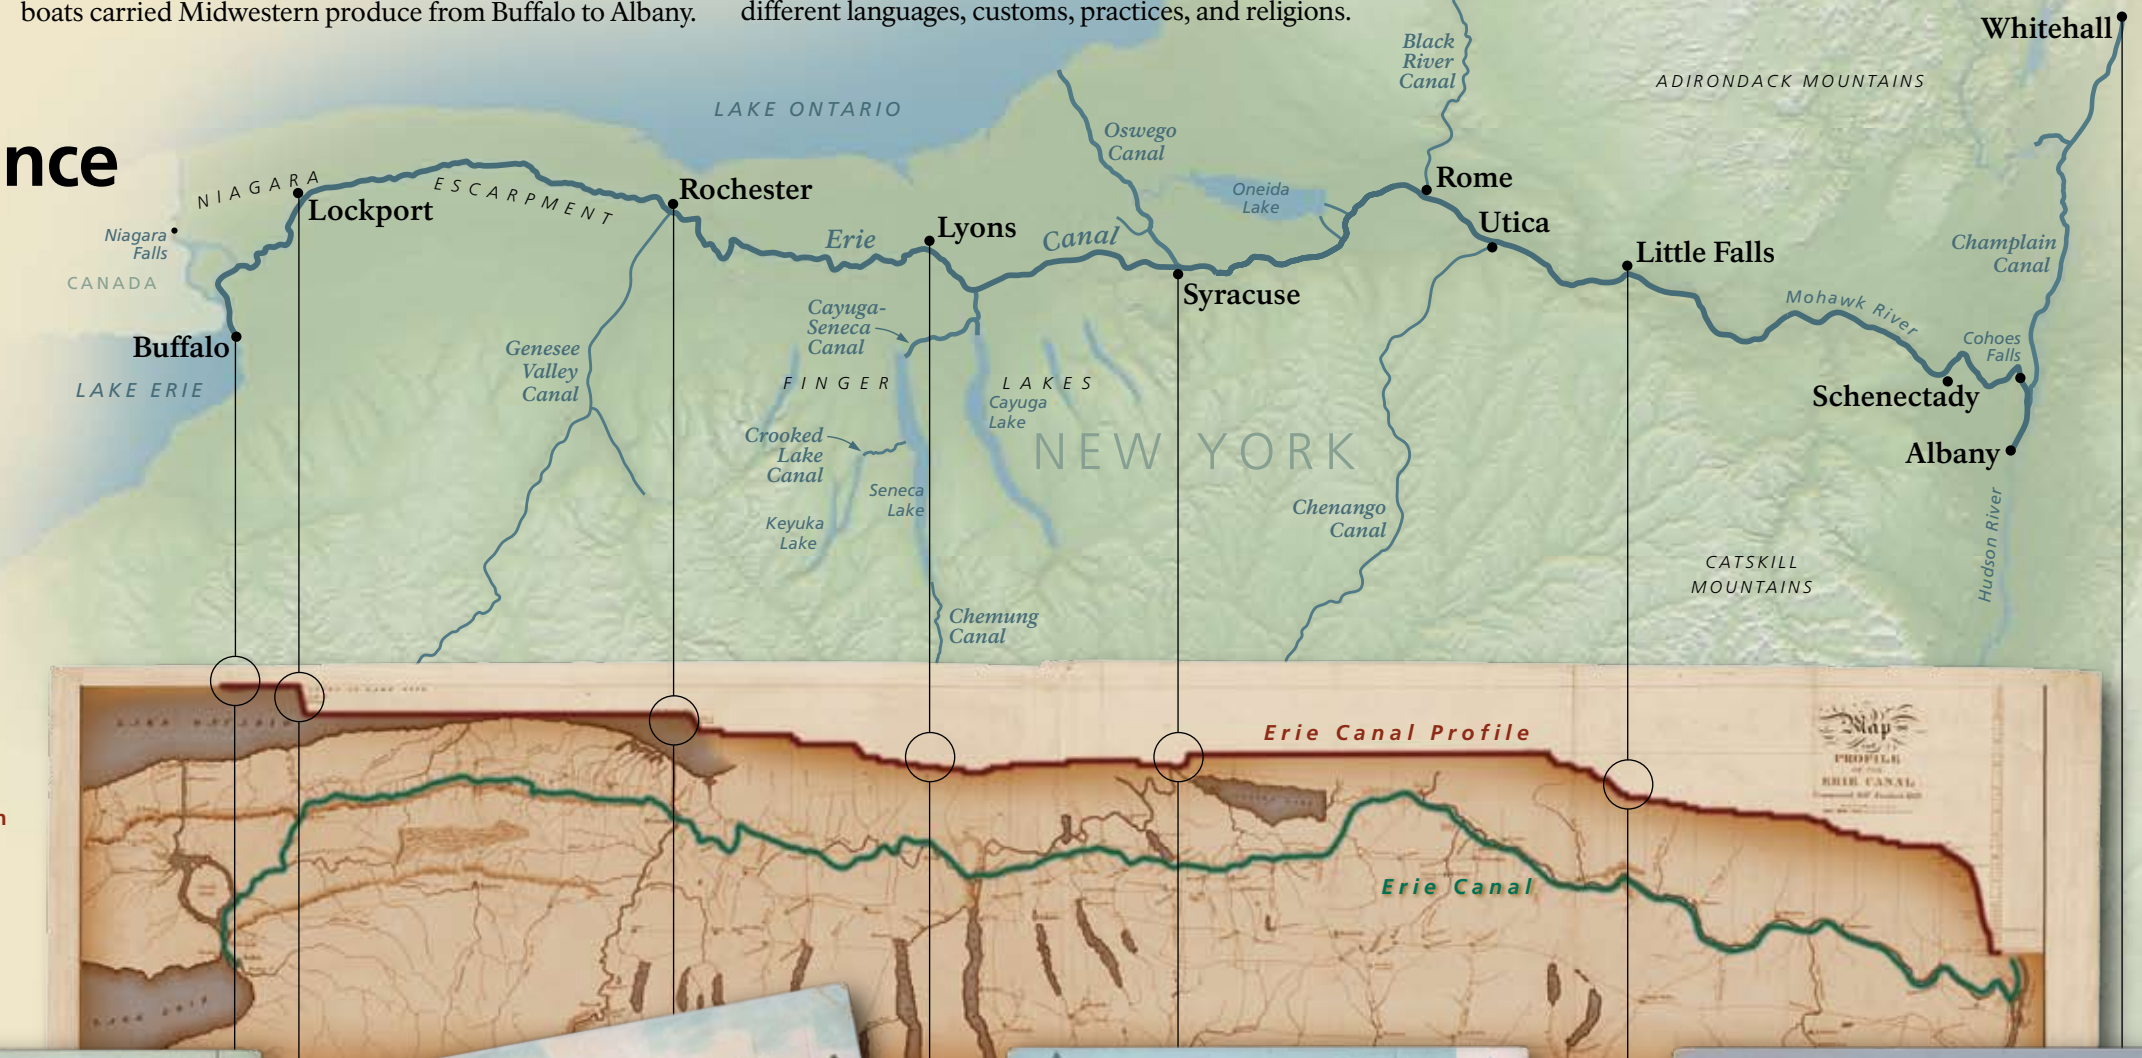 boats carried Midwestern produce from Buffalo to Albany.
different languages, customs, practices, and religions.
nce
Whitehall
Black
River
Canal
ADIRONDACK MOUNTAINS
LAKE ONTARIO
Oswego
Canal
NIAGARA
ESCARPMENT
Lockport
Rochester
Oneida
Lake
Rome
Utica
Niagara
Falls
CANADA
Lyons
Erie
Canal
Syracuse
Little Falls
Champlain
Canal
Mohawk River
Cohoes
Falls
Buffalo
LAKE ERIE
Cayuga-
Seneca
Canal
Genesee
Valley
Canal
FINGER
LAKES
Cayuga
Lake
Schenectady
Albany
Crooked
Lake
Canal
NEW YORK
Seneca
Lake
Keyuka
Lake
Chenango
Canal
Hudson River
CATSKILL
MOUNTAINS
Chemung
Canal
Erie Canal Profile
Map
PROFILE
OF THE
ERIE CANAL
Erie Canal
LAKE ERIE